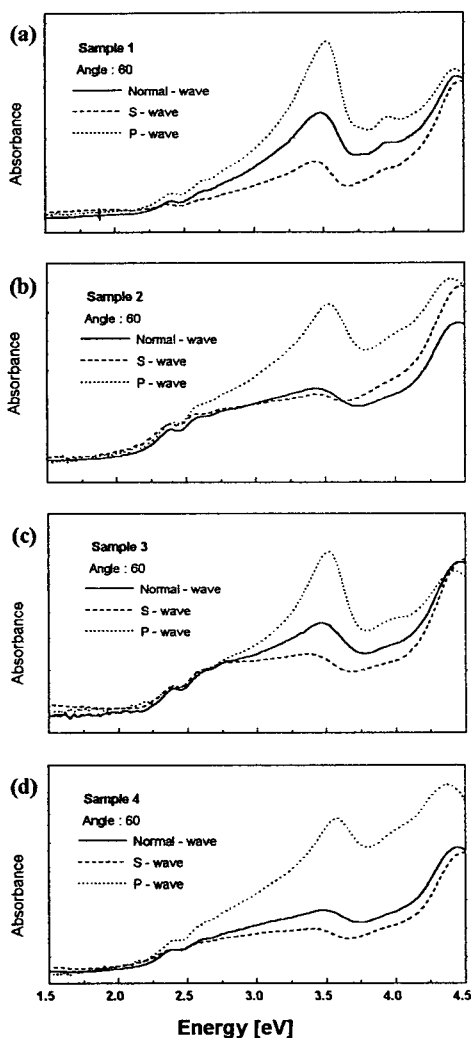 (a)
Sample 1
Angle : 60
Normal - wave
S - wave
P - wave
Absorbance
(b)
Sample 2
Angle : 60
Normal - wave
S - wave
P - wave
Absorbance
(c)
Sample 3
Angle : 60
Normal - wave
S - wave
P - wave
Absorbance
(d)
Sample 4
Angle : 60
Normal - wave
S - wave
P - wave
Absorbance
1.5 2.0 2.5 3.0 3.5 4.0 4.5
Energy [eV]